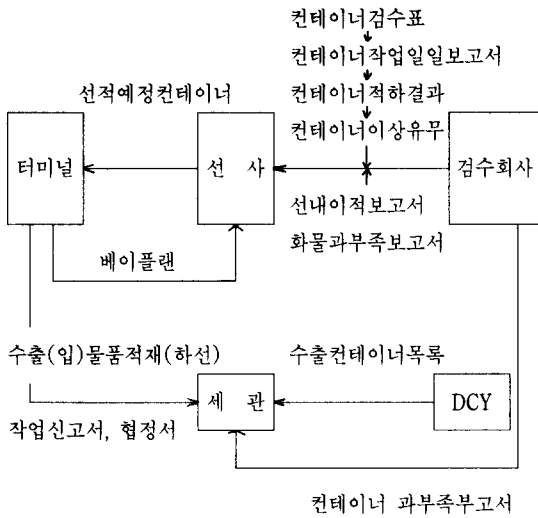 컨테이너검수표
컨테이너작업일일보고서
선적예정컨테이너
컨테이너적하결과
컨테이너이상유무
터미널
선 사
검수회사
선내이적보고서
화물과부족보고서
베이플랜
수출(입)물품적재(하선)
수출컨테이너목록
세 관
DCY
작업신고서, 협정서
컨테이너 과부족부고서